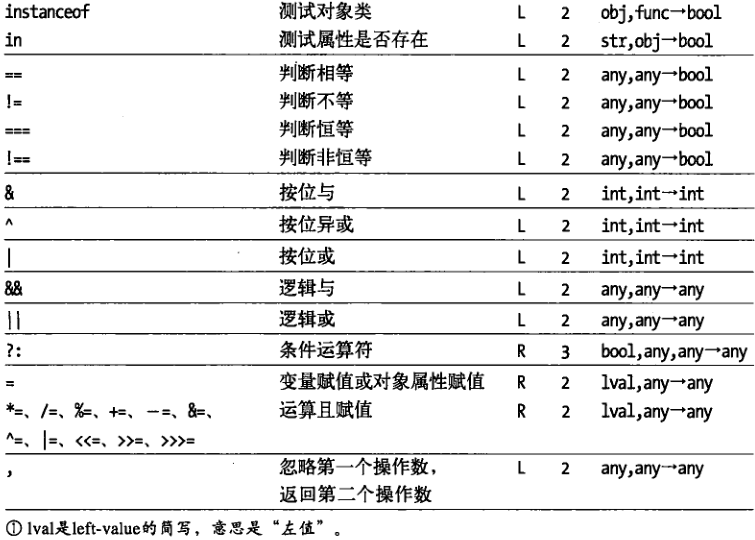 instanceof 测试对象类 L 2 obj,func→bool
in 测试属性是否存在 L 2 str,obj→bool
== 判断相等 L 2 any,any→bool
!= 判断不等 L 2 any,any→bool
=== 判断恒等 L 2 any,any→bool
!== 判断非恒等 L 2 any,any→bool
& 按位与 L 2 int,int→int
^ 按位异或 L 2 int,int→int
| 按位或 L 2 int,int→int
&& 逻辑与 L 2 any,any→any
|| 逻辑或 L 2 any,any→any
?: 条件运算符 R 3 bool,any,any→any
= 变量赋值或对象属性赋值 R 2 lval,any→any
*=、/=、%=、+=、-=、&=、 运算且赋值 R 2 lval,any→any
^=、|=、<<=、>>=、>>>=
, 忽略第一个操作数， L 2 any,any→any
返回第二个操作数
① lval是left-value的简写，意思是“左值”。